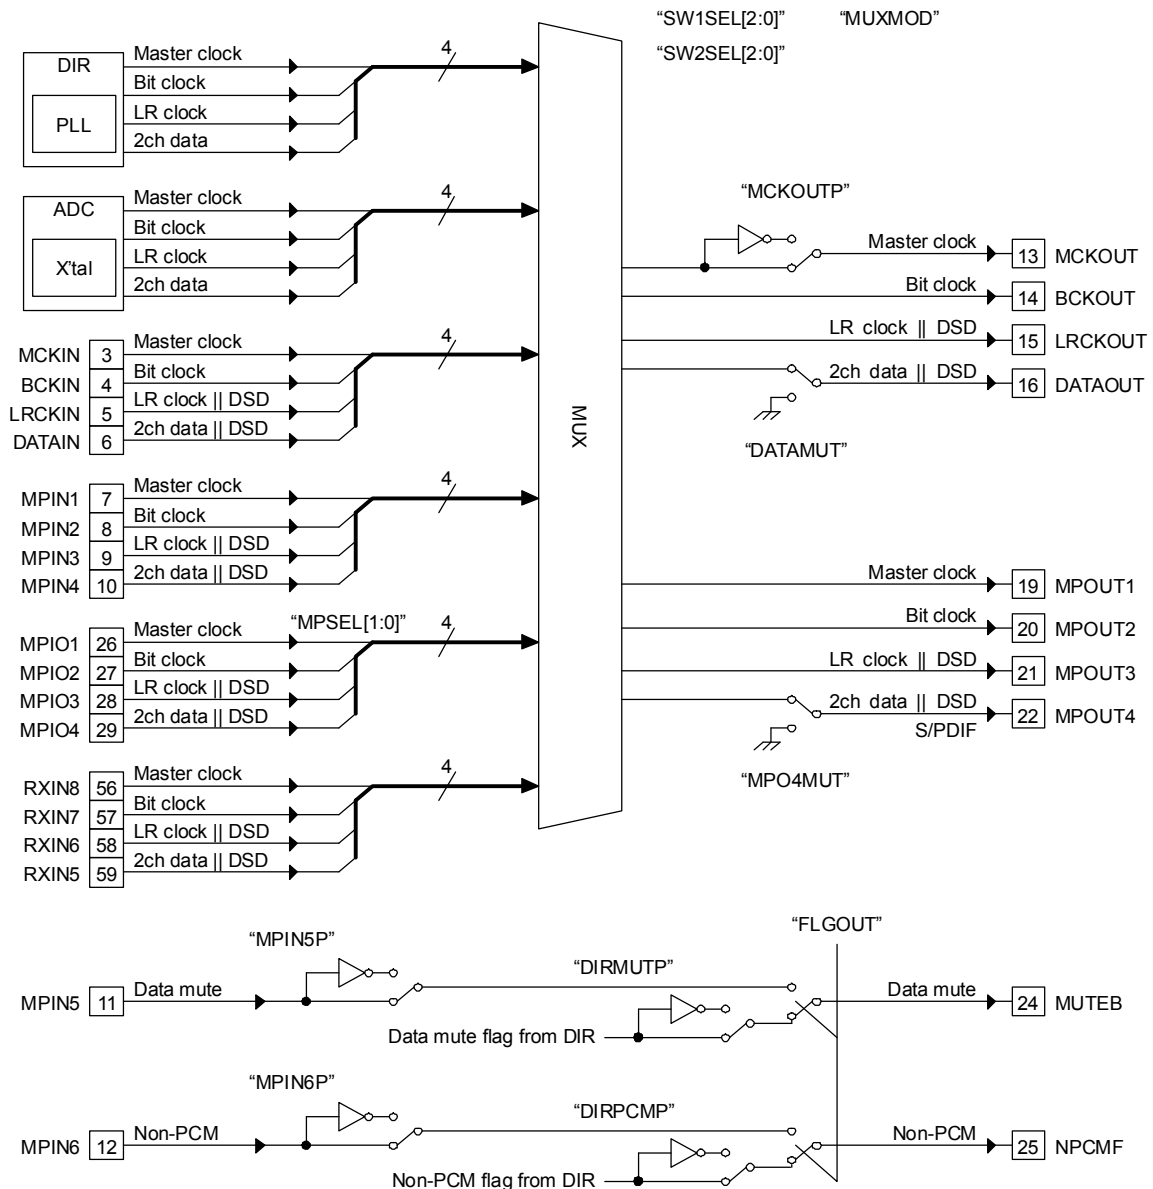 “SW1SEL[2:0]” “MUXMOD”
“SW2SEL[2:0]”
DIR
PLL
Master clock
Bit clock
LR clock
2ch data
4
ADC
X'tal
Master clock
Bit clock
LR clock
2ch data
4
MCKIN 3 Master clock
BCKIN 4 Bit clock
LRCKIN 5 LR clock || DSD
DATAIN 6 2ch data || DSD
4
MPIN1 7 Master clock
MPIN2 8 Bit clock
MPIN3 9 LR clock || DSD
MPIN4 10 2ch data || DSD
4
“MPSEL[1:0]”
MPIO1 26 Master clock
MPIO2 27 Bit clock
MPIO3 28 LR clock || DSD
MPIO4 29 2ch data || DSD
4
RXIN8 56 Master clock
RXIN7 57 Bit clock
RXIN6 58 LR clock || DSD
RXIN5 59 2ch data || DSD
4
MUX
“MCKOUTP”
Master clock 13 MCKOUT
Bit clock 14 BCKOUT
LR clock || DSD 15 LRCKOUT
2ch data || DSD 16 DATAOUT
“DATAMUT”
Master clock 19 MPOUT1
Bit clock 20 MPOUT2
LR clock || DSD 21 MPOUT3
2ch data || DSD 22 MPOUT4
S/PDIF
“MPO4MUT”
“FLGOUT”
“MPIN5P”
“DIRMUTP”
MPIN5 11 Data mute
Data mute 24 MUTEB
Data mute flag from DIR
“MPIN6P”
“DIRPCMP”
MPIN6 12 Non-PCM
Non-PCM 25 NPCMF
Non-PCM flag from DIR